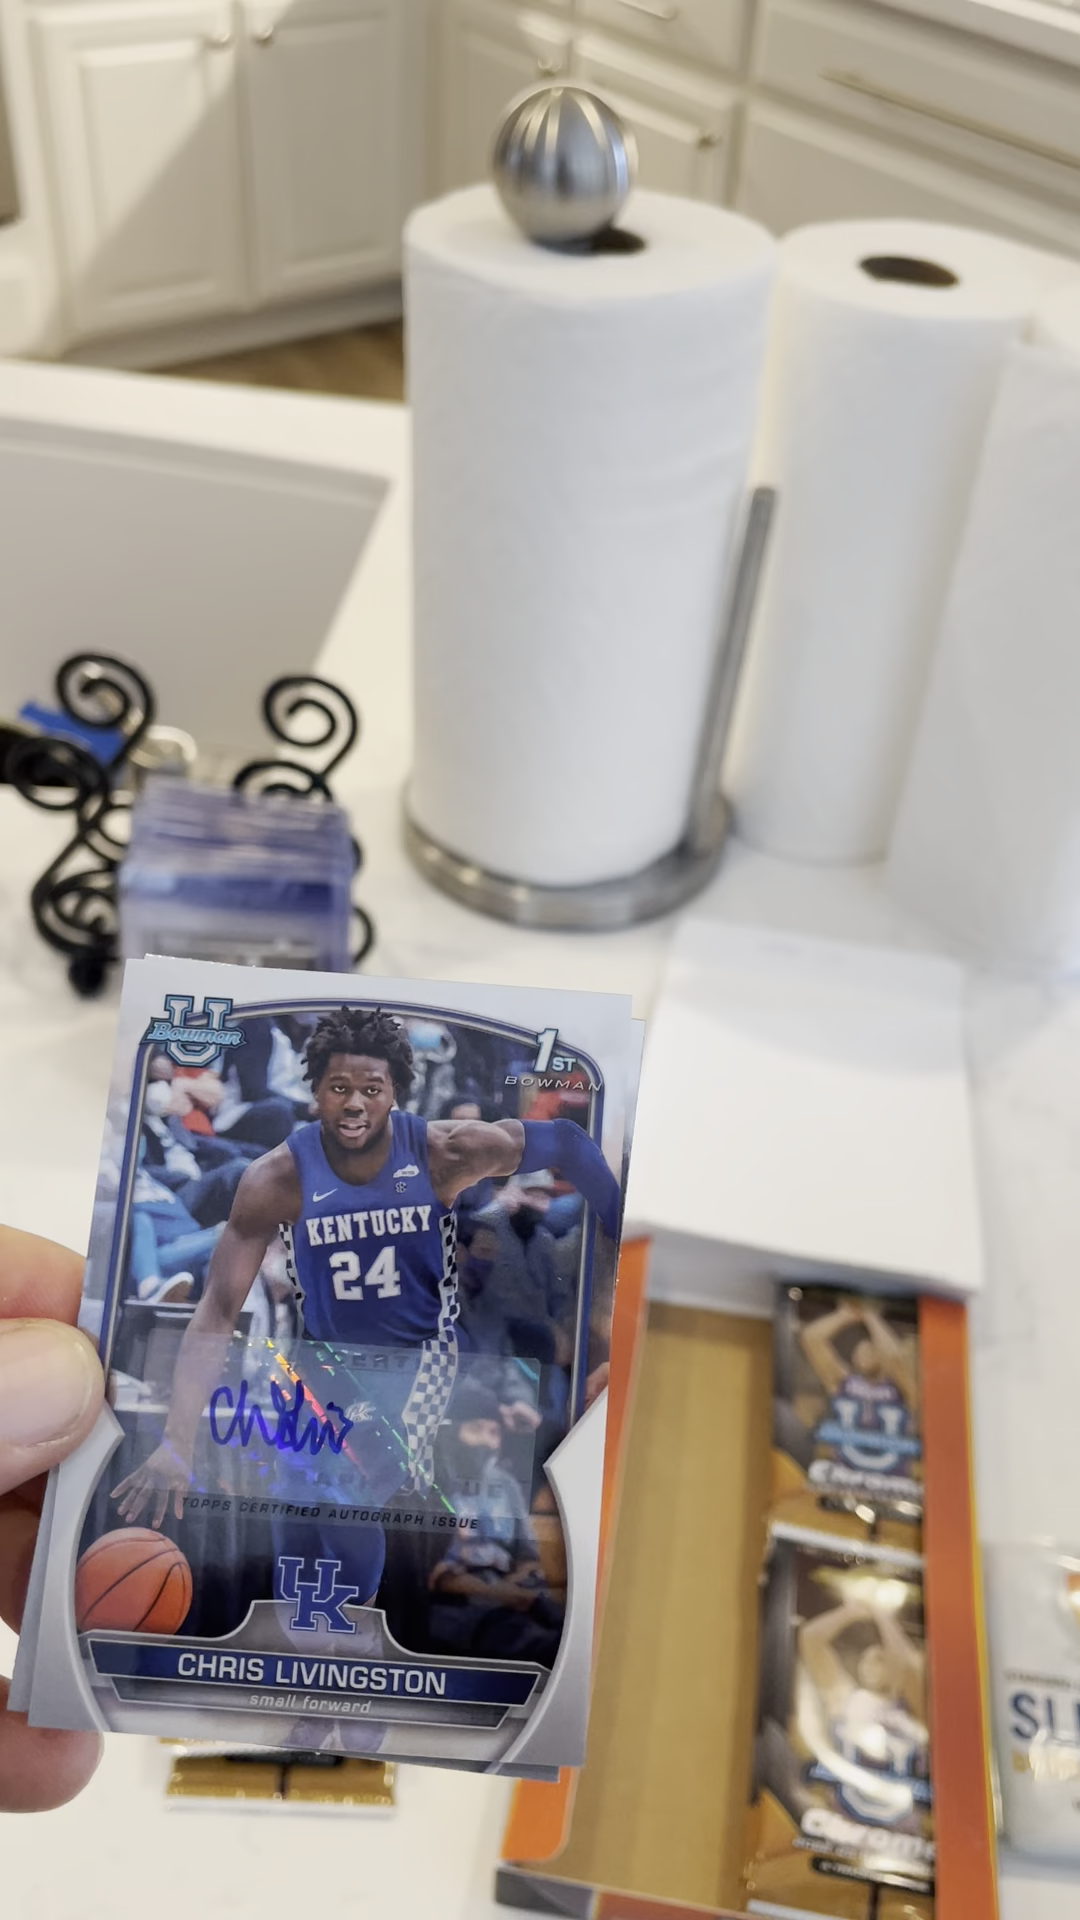 U
Bowman
1ST
BOWMAN
KENTUCKY
24
TOPPS CERTIFIED AUTOGRAPH ISSUE
UK
CHRIS LIVINGSTON
small forward
U
Chrome
U
Chrome